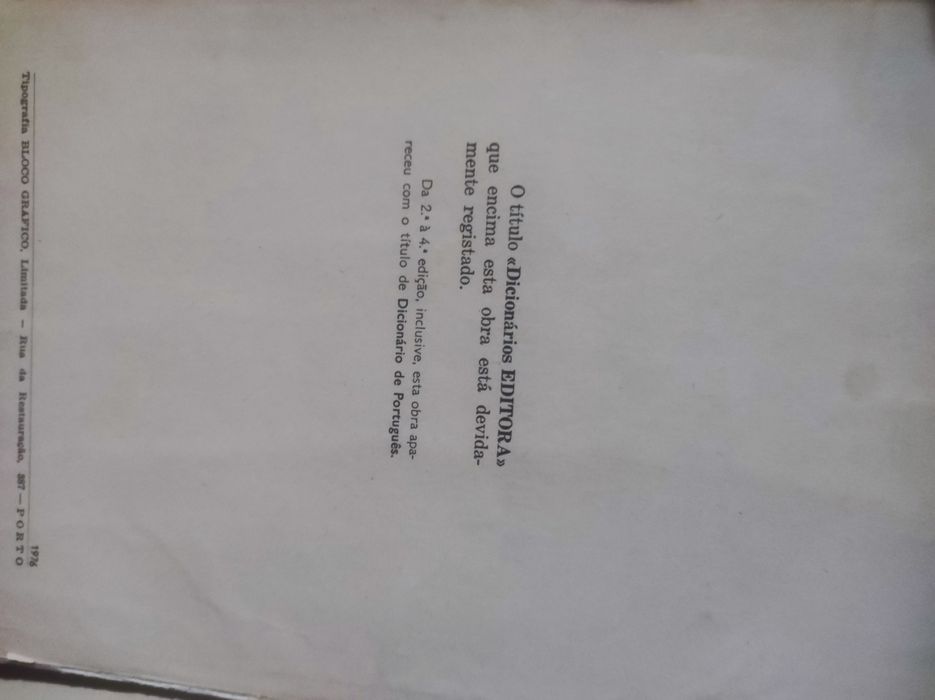 O título «Dicionários EDITORA»
que encima esta obra está devida-
mente registado.
Da 2.ª à 4.ª edição, inclusive, esta obra apa-
receu com o título de Dicionário de Português.
1976
Tipografia BLOCO GRAFICO, Limitada — Rua da Restauração, 387 — PORTO